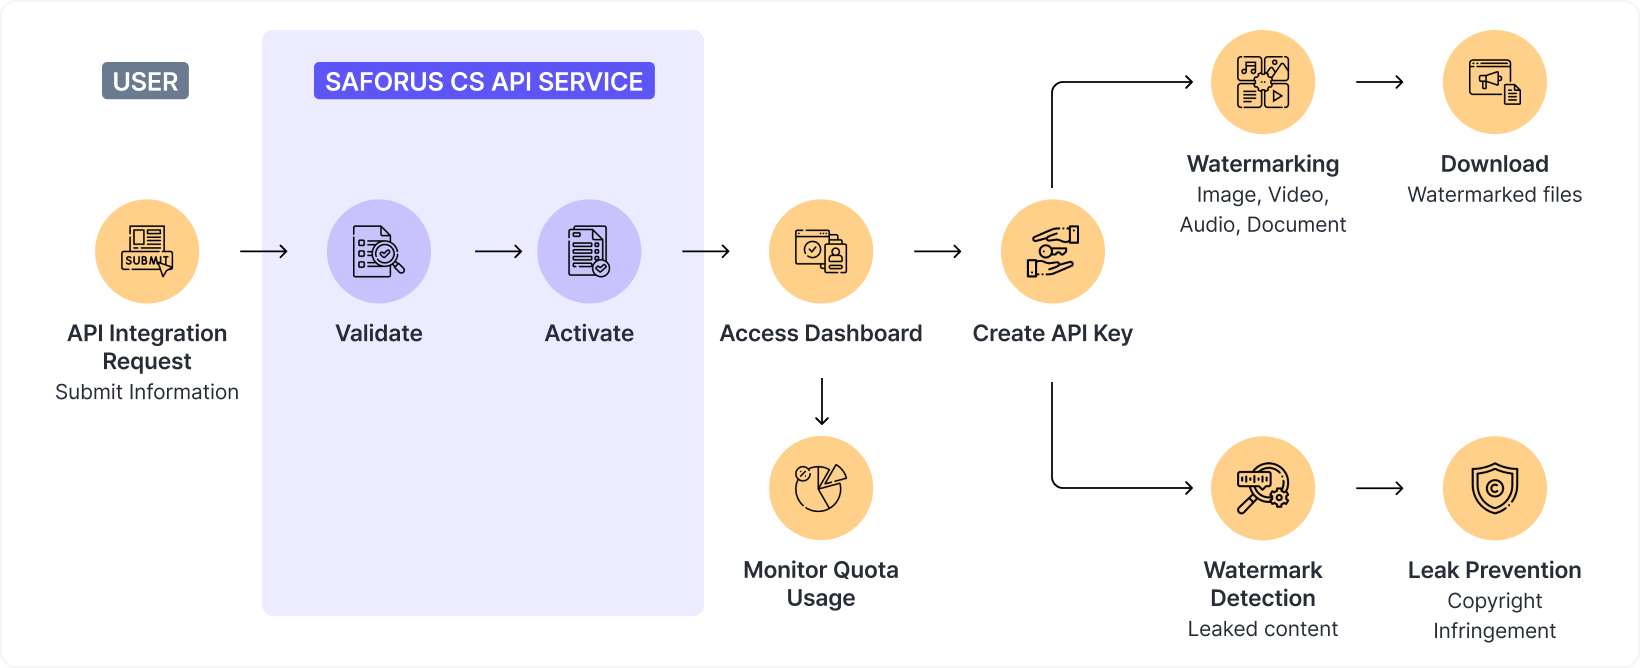 USER
SAFORUS CS API SERVICE
SUBMIT
API Integration
Request
Submit Information
Validate
Activate
Access Dashboard
Monitor Quota
Usage
Create API Key
Watermarking
Image, Video,
Audio, Document
Download
Watermarked files
Watermark
Detection
Leaked content
Leak Prevention
Copyright
Infringement